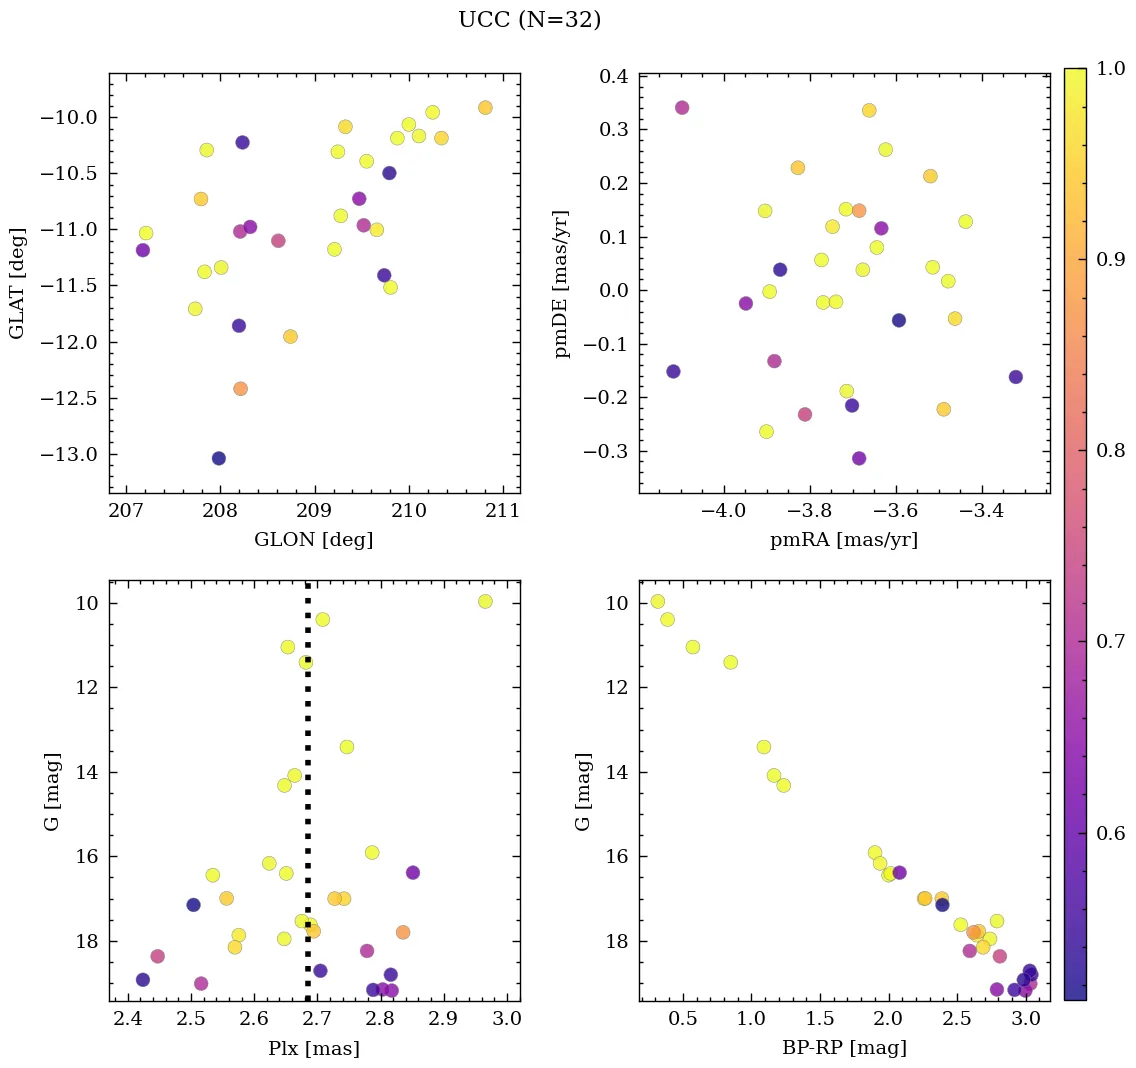 UCC (N=32)
−10.0
−10.5
−11.0
−11.5
−12.0
−12.5
−13.0
GLAT [deg]
207 208 209 210 211
GLON [deg]
0.4
0.3
0.2
0.1
0.0
−0.1
−0.2
−0.3
pmDE [mas/yr]
−4.0 −3.8 −3.6 −3.4
pmRA [mas/yr]
10
12
14
16
18
G [mag]
2.4 2.5 2.6 2.7 2.8 2.9 3.0
Plx [mas]
10
12
14
16
18
G [mag]
0.5 1.0 1.5 2.0 2.5 3.0
BP-RP [mag]
1.0
0.9
0.8
0.7
0.6